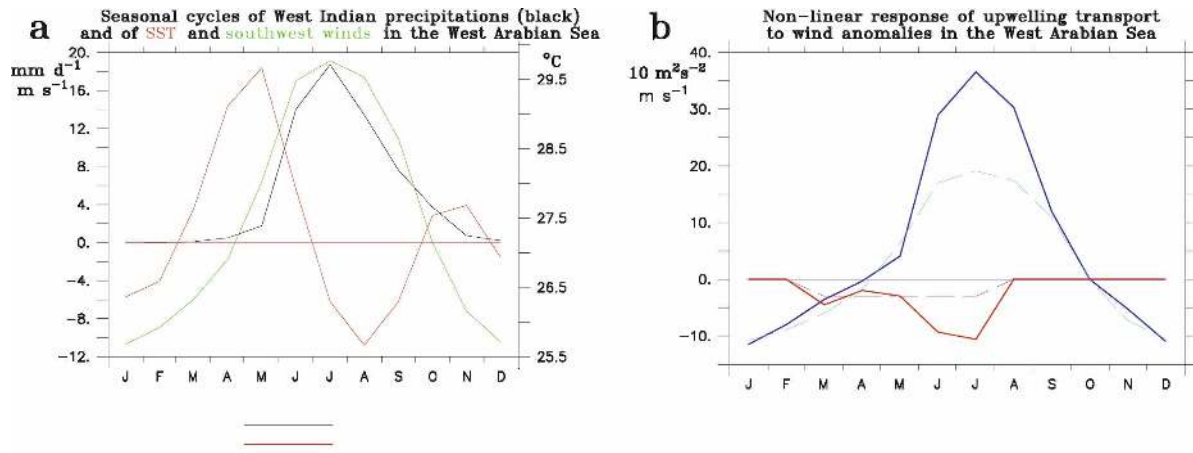 a
Seasonal cycles of West Indian precipitations (black)
and of SST and southwest winds in the West Arabian Sea
mm d⁻¹
m s⁻¹
°C
20.
16.
12.
8.
4.
0.
-4.
-8.
-12.
29.5
28.5
27.5
26.5
25.5
J F M A M J J A S O N D
b
Non-linear response of upwelling transport
to wind anomalies in the West Arabian Sea
10 m²s⁻²
m s⁻¹
40.
30.
20.
10.
0.
-10.
J F M A M J J A S O N D